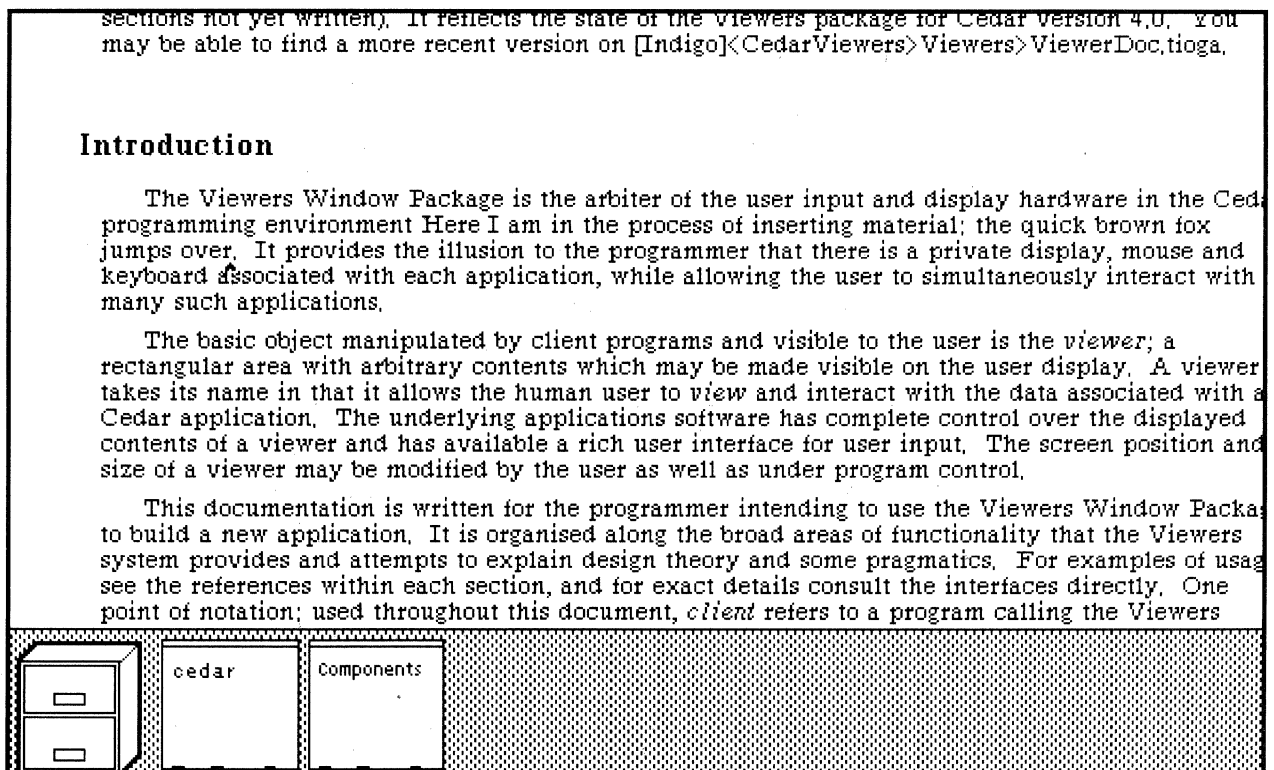 sections not yet written). It reflects the state of the Viewers package for Cedar version 4.0. You
may be able to find a more recent version on [Indigo]<CedarViewers>Viewers>ViewerDoc.tioga.
Introduction
The Viewers Window Package is the arbiter of the user input and display hardware in the Ceda
programming environment Here I am in the process of inserting material; the quick brown fox
jumps over. It provides the illusion to the programmer that there is a private display, mouse and
keyboard associated with each application, while allowing the user to simultaneously interact with
many such applications.
The basic object manipulated by client programs and visible to the user is the viewer; a
rectangular area with arbitrary contents which may be made visible on the user display. A viewer
takes its name in that it allows the human user to view and interact with the data associated with a
Cedar application. The underlying applications software has complete control over the displayed
contents of a viewer and has available a rich user interface for user input. The screen position and
size of a viewer may be modified by the user as well as under program control.
This documentation is written for the programmer intending to use the Viewers Window Packag
to build a new application. It is organised along the broad areas of functionality that the Viewers
system provides and attempts to explain design theory and some pragmatics. For examples of usag
see the references within each section, and for exact details consult the interfaces directly. One
point of notation; used throughout this document, client refers to a program calling the Viewers
cedar
Components